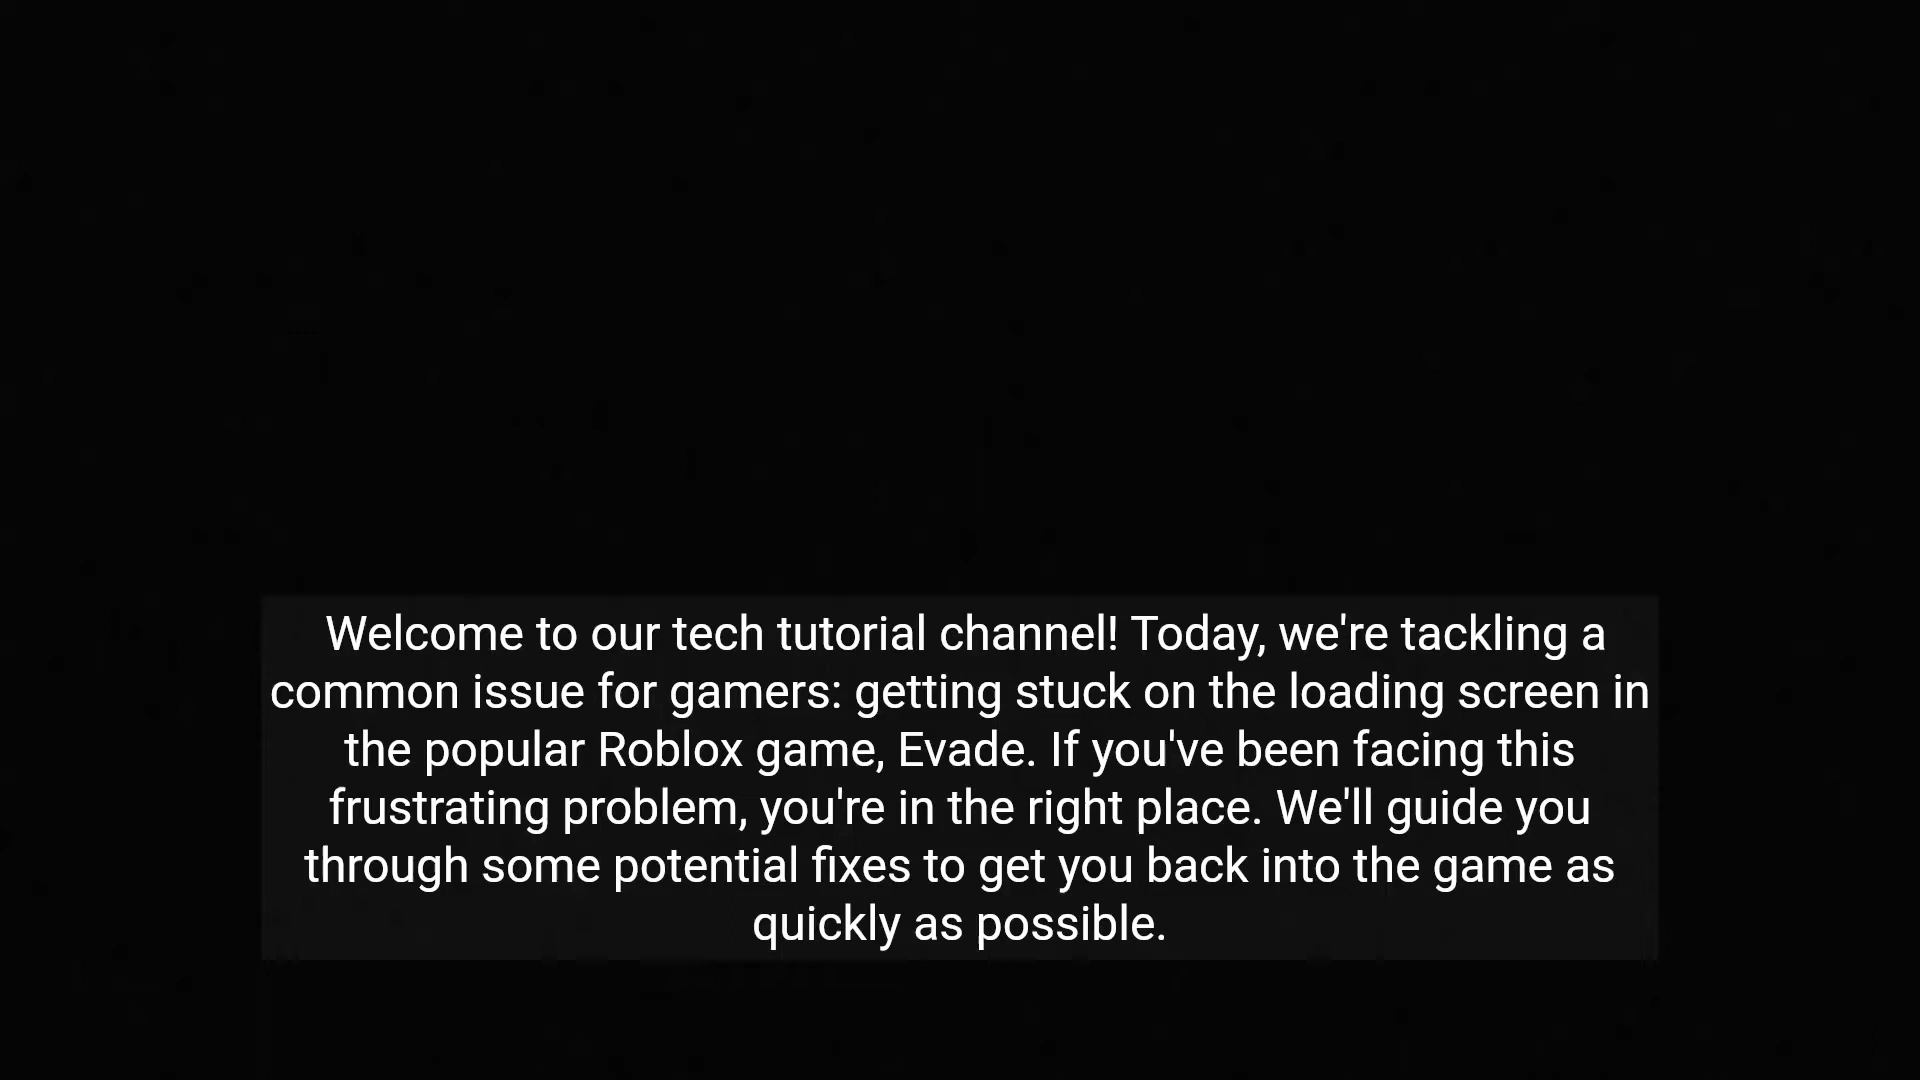 Welcome to our tech tutorial channel! Today, we're tackling a
common issue for gamers: getting stuck on the loading screen in
the popular Roblox game, Evade. If you've been facing this
frustrating problem, you're in the right place. We'll guide you
through some potential fixes to get you back into the game as
quickly as possible.